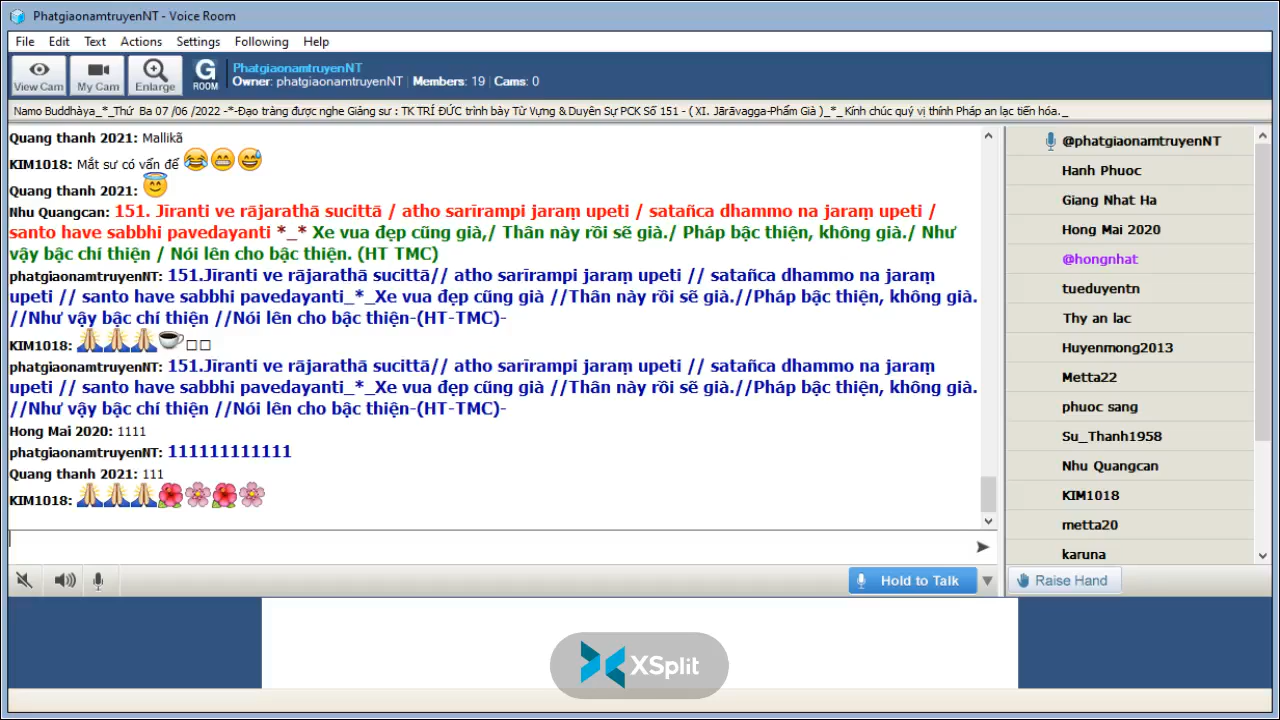 PhatgiaonamtruyenNT - Voice Room
File Edit Text Actions Settings Following Help
View Cam My Cam Enlarge G ROOM
PhatgiaonamtruyenNT
Owner: phatgiaonamtruyenNT Members: 19 Cams: 0
Namo Buddhàya_*_Thứ Ba 07 /06 /2022 -*-Đạo tràng được nghe Giảng sư : TK TRÍ ĐỨC trình bày Từ Vựng & Duyên Sự PCK Số 151 - ( XI. Jārāvagga-Phẩm Già )_*_ Kính chúc quý vị thính Pháp an lạc tiến hóa._
Quang thanh 2021: Mallikã
KIM1018: Mắt sư có vấn để
Quang thanh 2021:
Nhu Quangcan: 151. Jīranti ve rājarathā sucittā / atho sarīrampi jaraṃ upeti / satañca dhammo na jaraṃ upeti /
santo have sabbhi pavedayanti *_* Xe vua đẹp cũng già,/ Thân này rồi sẽ già./ Pháp bậc thiện, không già./ Như
vậy bậc chí thiện / Nói lên cho bậc thiện. (HT TMC)
phatgiaonamtruyenNT: 151.Jīranti ve rājarathā sucittā// atho sarīrampi jaraṃ upeti // satañca dhammo na jaraṃ
upeti // santo have sabbhi pavedayanti_*_Xe vua đẹp cũng già //Thân này rồi sẽ già.//Pháp bậc thiện, không già.
//Như vậy bậc chí thiện //Nói lên cho bậc thiện-(HT-TMC)-
KIM1018:
phatgiaonamtruyenNT: 151.Jīranti ve rājarathā sucittā// atho sarīrampi jaraṃ upeti // satañca dhammo na jaraṃ
upeti // santo have sabbhi pavedayanti_*_Xe vua đẹp cũng già //Thân này rồi sẽ già.//Pháp bậc thiện, không già.
//Như vậy bậc chí thiện //Nói lên cho bậc thiện-(HT-TMC)-
Hong Mai 2020: 1111
phatgiaonamtruyenNT: 111111111111
Quang thanh 2021: 111
KIM1018:
@phatgiaonamtruyenNT
Hanh Phuoc
Giang Nhat Ha
Hong Mai 2020
@hongnhat
tueduyentn
Thy an lac
Huyenmong2013
Metta22
phuoc sang
Su_Thanh1958
Nhu Quangcan
KIM1018
metta20
karuna
Hold to Talk
Raise Hand
XSplit